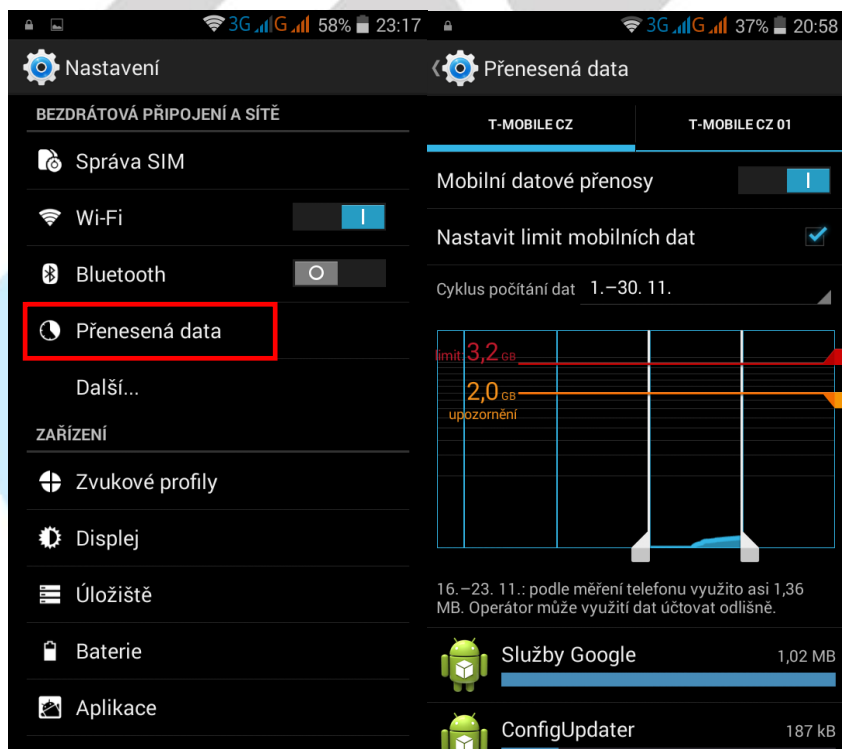 3G G 58% 23:17
Nastavení
BEZDRÁTOVÁ PŘIPOJENÍ A SÍTĚ
Správa SIM
Wi-Fi
Bluetooth
Přenesená data
Další...
ZAŘÍZENÍ
Zvukové profily
Displej
Úložiště
Baterie
Aplikace
3G G 37% 20:58
Přenesená data
T-MOBILE CZ T-MOBILE CZ 01
Mobilní datové přenosy
Nastavit limit mobilních dat
Cyklus počítání dat 1.–30. 11.
limit 3,2 GB
2,0 GB
upozornění
16.–23. 11.: podle měření telefonu využito asi 1,36
MB. Operátor může využití dat účtovat odlišně.
Služby Google 1,02 MB
ConfigUpdater 187 kB